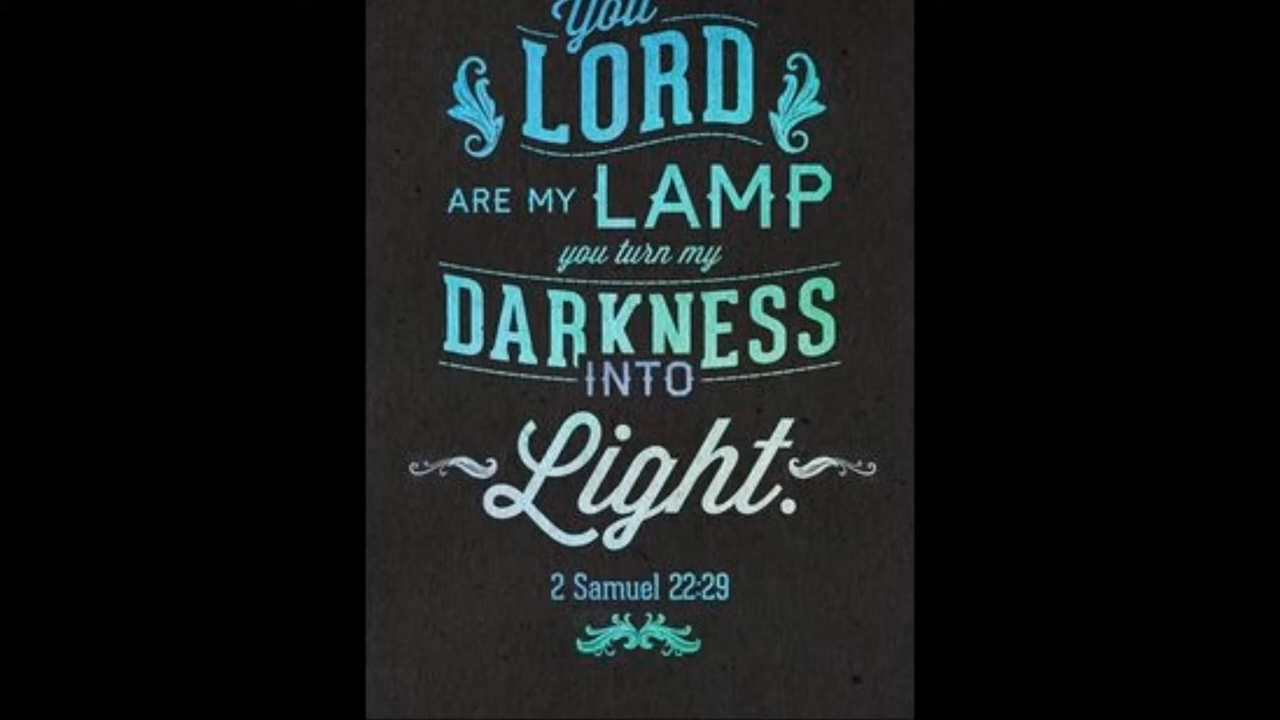 You
LORD
ARE MY LAMP
you turn my
DARKNESS
INTO
Light.
2 Samuel 22:29